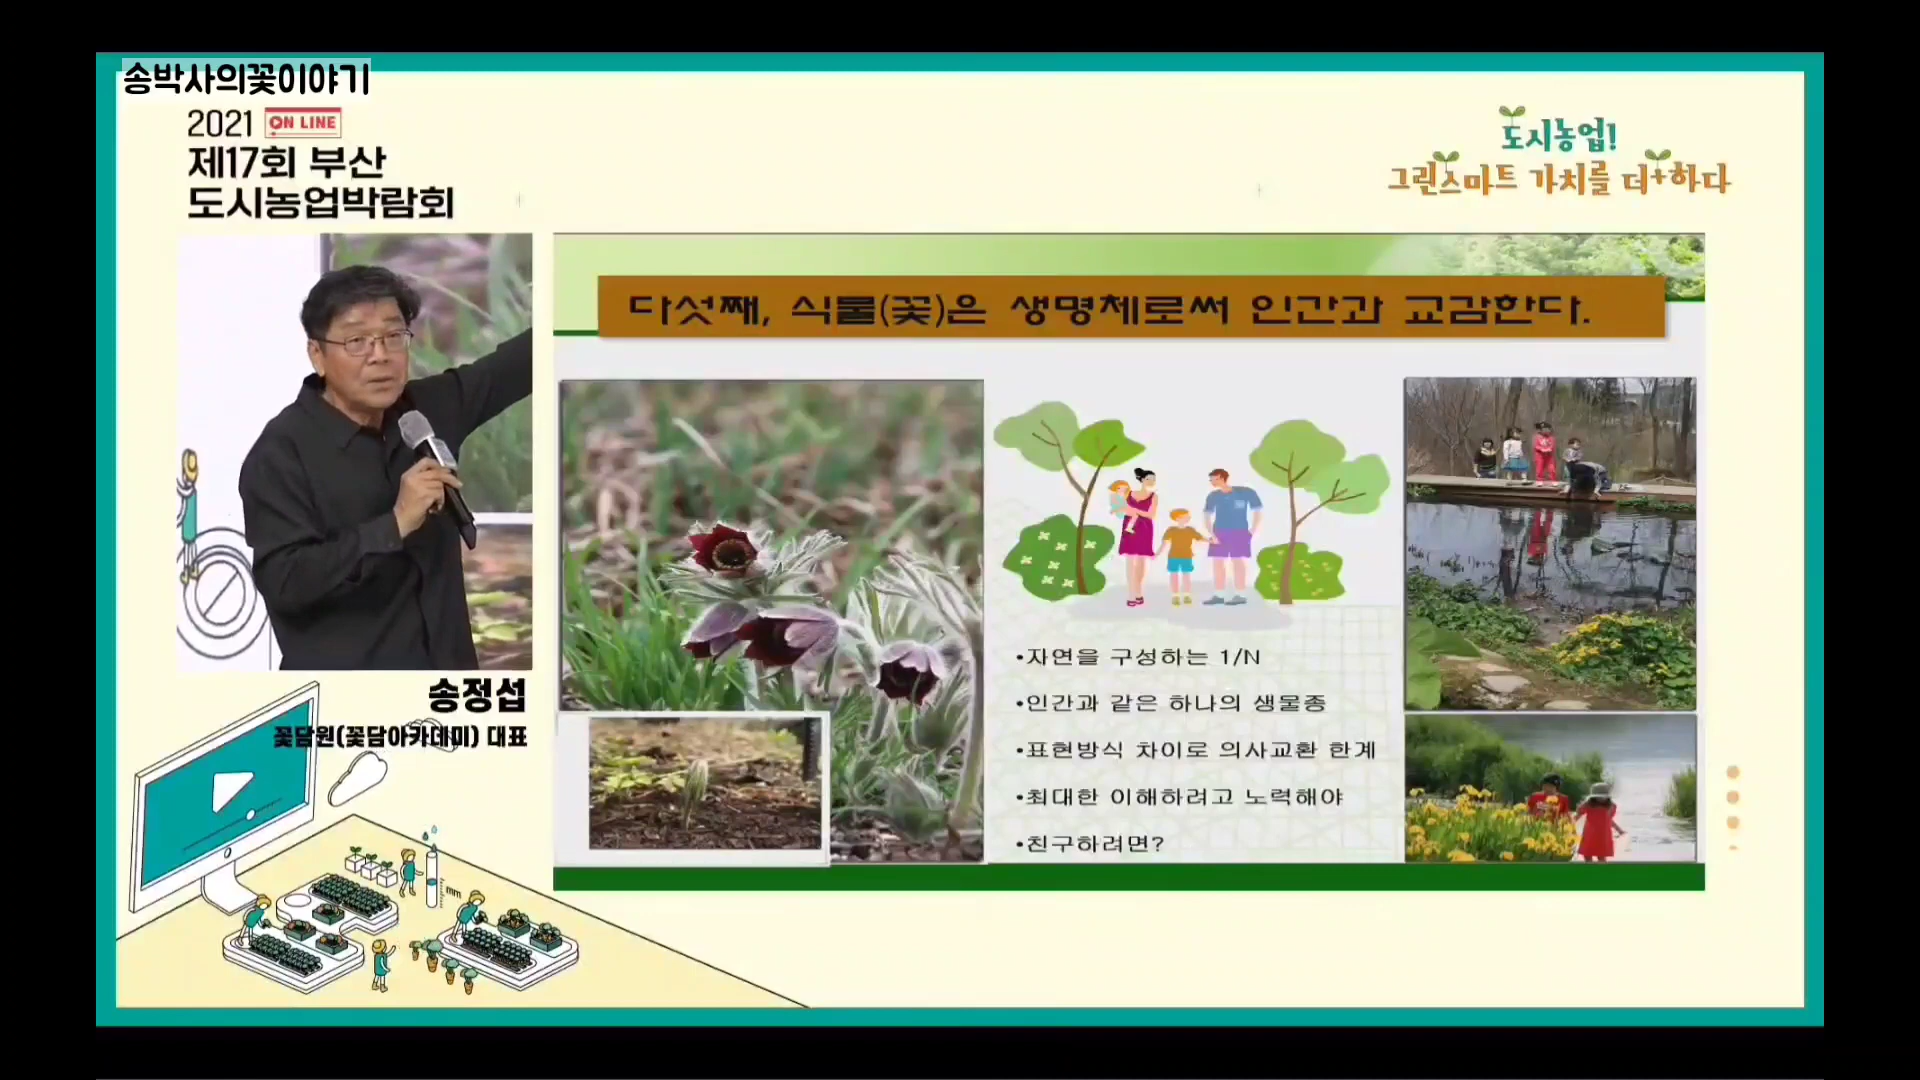 송박사의꽃이야기
2021 ON LINE
제17회 부산
도시농업박람회
도시농업!
그린스마트 가치를 더+하다
다섯째, 식물(꽃)은 생명체로써 인간과 교감한다.
•자연을 구성하는 1/N
•인간과 같은 하나의 생물종
•표현방식 차이로 의사교환 한계
•최대한 이해하려고 노력해야
•친구하려면?
송정섭
꽃담원(꽃담아카데미) 대표
mm